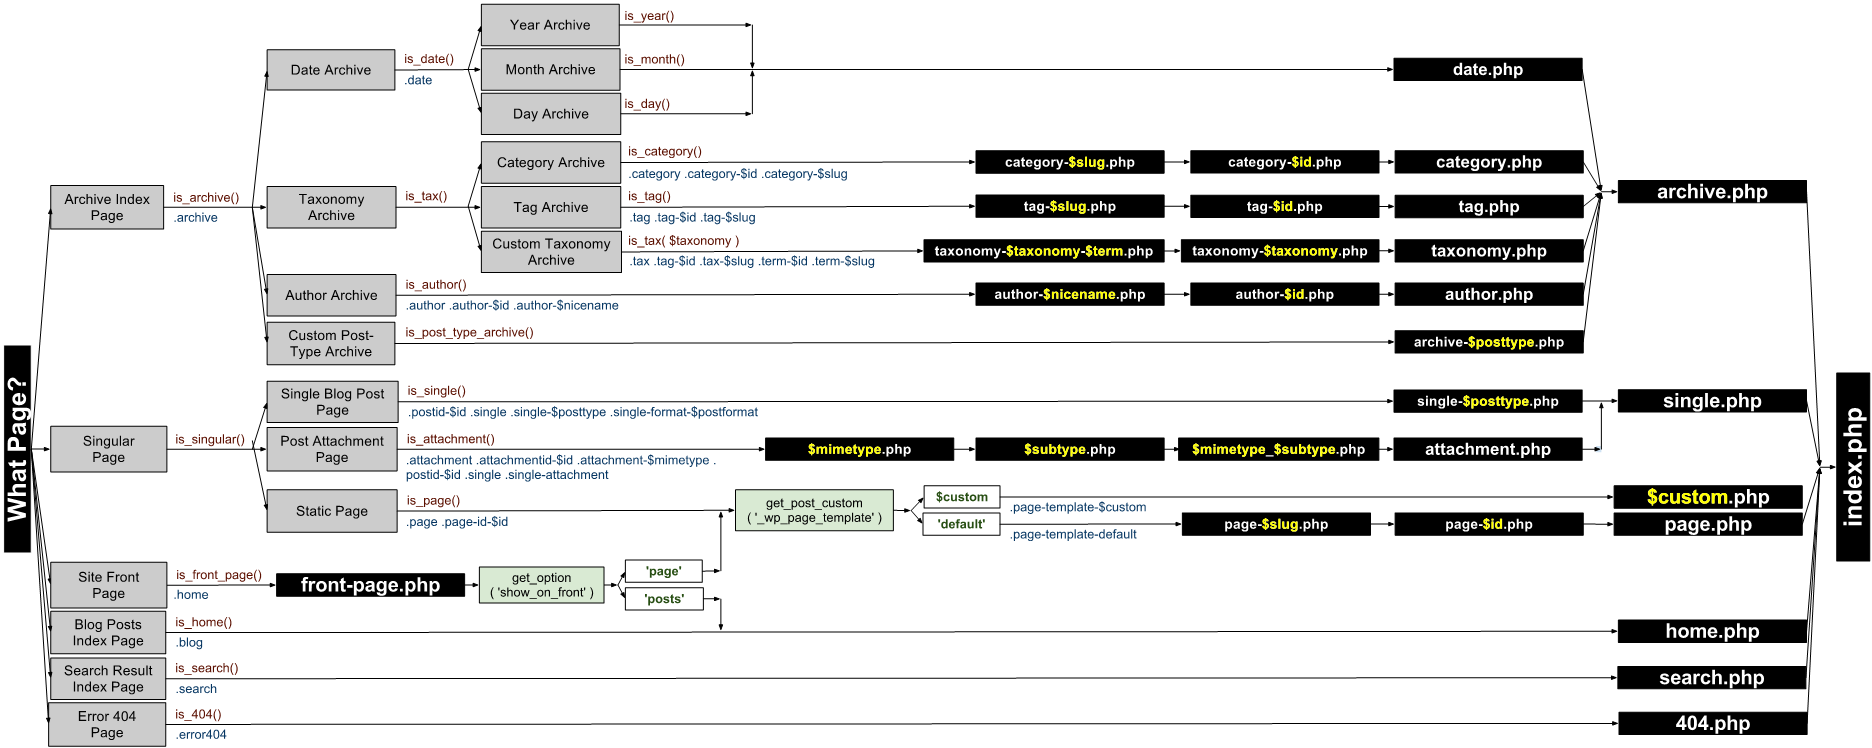 What Page?
Archive Index
Page
is_archive()
.archive
Date Archive
is_date()
.date
Year Archive
is_year()
Month Archive
is_month()
Day Archive
is_day()
date.php
Taxonomy
Archive
is_tax()
Category Archive
is_category()
.category .category-$id .category-$slug
category-$slug.php
category-$id.php
category.php
Tag Archive
is_tag()
.tag .tag-$id .tag-$slug
tag-$slug.php
tag-$id.php
tag.php
Custom Taxonomy
Archive
is_tax( $taxonomy )
.tax .tag-$id .tax-$slug .term-$id .term-$slug
taxonomy-$taxonomy-$term.php
taxonomy-$taxonomy.php
taxonomy.php
Author Archive
is_author()
.author .author-$id .author-$nicename
author-$nicename.php
author-$id.php
author.php
Custom Post-
Type Archive
is_post_type_archive()
archive-$posttype.php
archive.php
Singular
Page
is_singular()
Single Blog Post
Page
is_single()
.postid-$id .single .single-$posttype .single-format-$postformat
single-$posttype.php
single.php
Post Attachment
Page
is_attachment()
.attachment .attachmentid-$id .attachment-$mimetype .
postid-$id .single .single-attachment
$mimetype.php
$subtype.php
$mimetype_$subtype.php
attachment.php
Static Page
is_page()
.page .page-id-$id
get_post_custom
( '_wp_page_template' )
$custom
.page-template-$custom
$custom.php
'default'
.page-template-default
page-$slug.php
page-$id.php
page.php
Site Front
Page
is_front_page()
.home
front-page.php
get_option
( 'show_on_front' )
'page'
'posts'
Blog Posts
Index Page
is_home()
.blog
home.php
Search Result
Index Page
is_search()
.search
search.php
Error 404
Page
is_404()
.error404
404.php
index.php